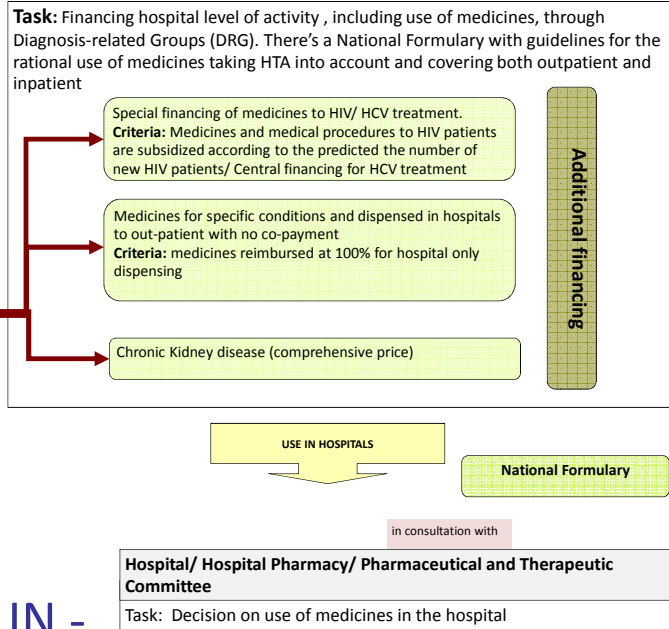 Task: Financing hospital level of activity , including use of medicines, through
Diagnosis-related Groups (DRG). There's a National Formulary with guidelines for the
rational use of medicines taking HTA into account and covering both outpatient and
inpatient
Special financing of medicines to HIV/ HCV treatment.
Criteria: Medicines and medical procedures to HIV patients
are subsidized according to the predicted the number of
new HIV patients/ Central financing for HCV treatment
Medicines for specific conditions and dispensed in hospitals
to out-patient with no co-payment
Criteria: medicines reimbursed at 100% for hospital only
dispensing
Chronic Kidney disease (comprehensive price)
Additional financing
USE IN HOSPITALS
National Formulary
in consultation with
Hospital/ Hospital Pharmacy/ Pharmaceutical and Therapeutic
Committee
Task: Decision on use of medicines in the hospital
IN -